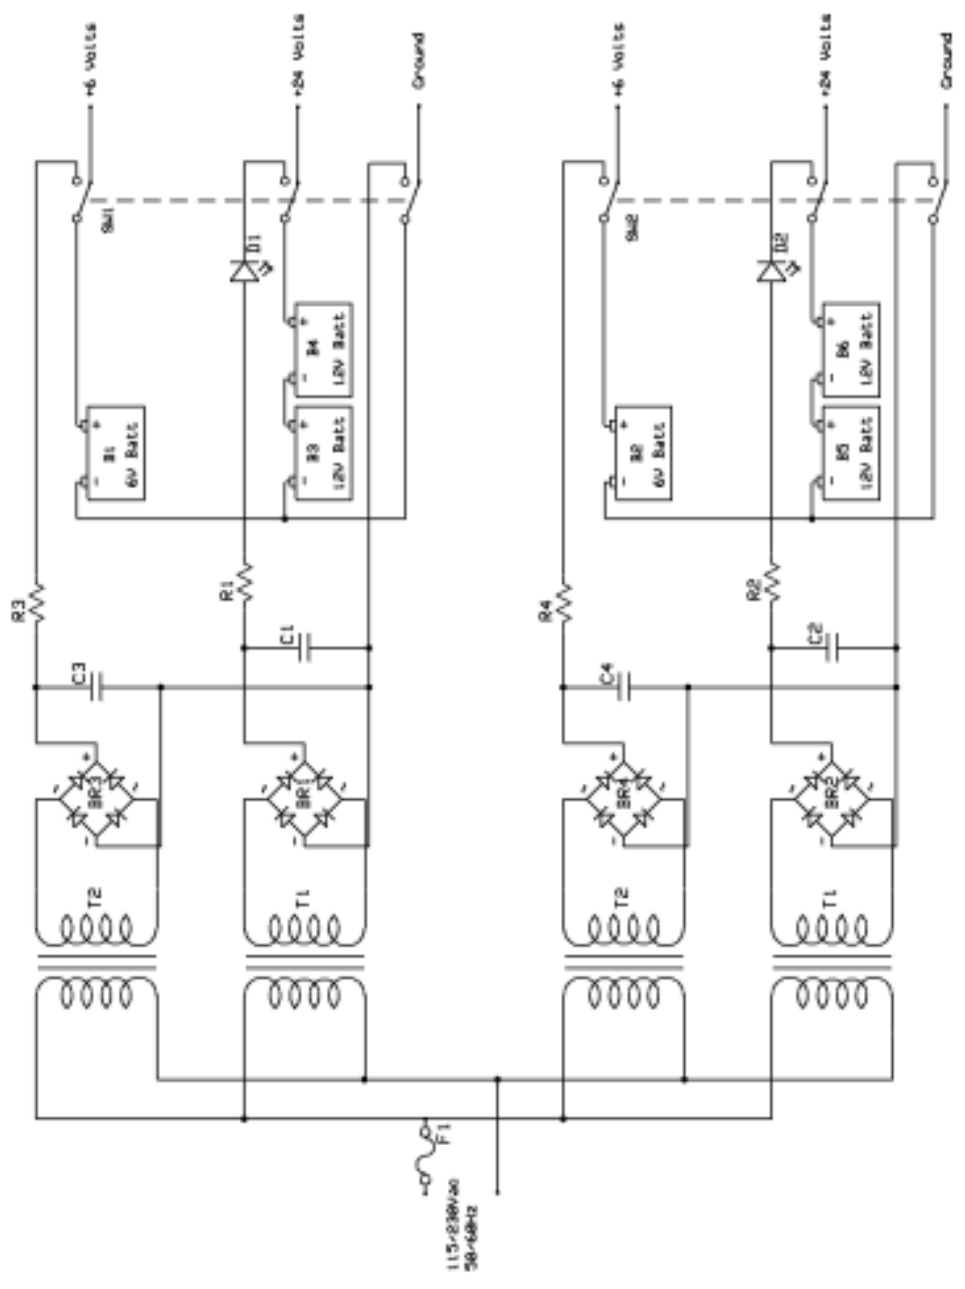 +6 Volts
+24 Volts
Ground
+6 Volts
+24 Volts
Ground
SW1
SW2
D1
D2
+
B4
-
12V Batt
+
B6
-
12V Batt
+
B1
-
6V Batt
+
B3
-
12V Batt
+
B2
-
6V Batt
+
B5
-
12V Batt
R3
R1
R4
R2
C3
C1
C4
C2
+
~
BR3
~
-
+
~
BR1
~
-
+
~
BR4
~
-
+
~
BR2
~
-
T2
T1
T2
T1
F1
115/230Vac
50/60Hz